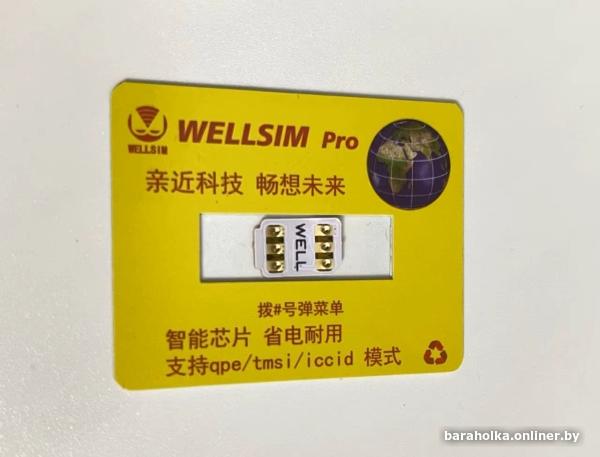 WELLSIM Pro
WELLSIM
亲近科技 畅想未来
WELL
拨#号弹菜单
智能芯片 省电耐用
支持qpe/tmsi/iccid 模式
baraholka.onliner.by